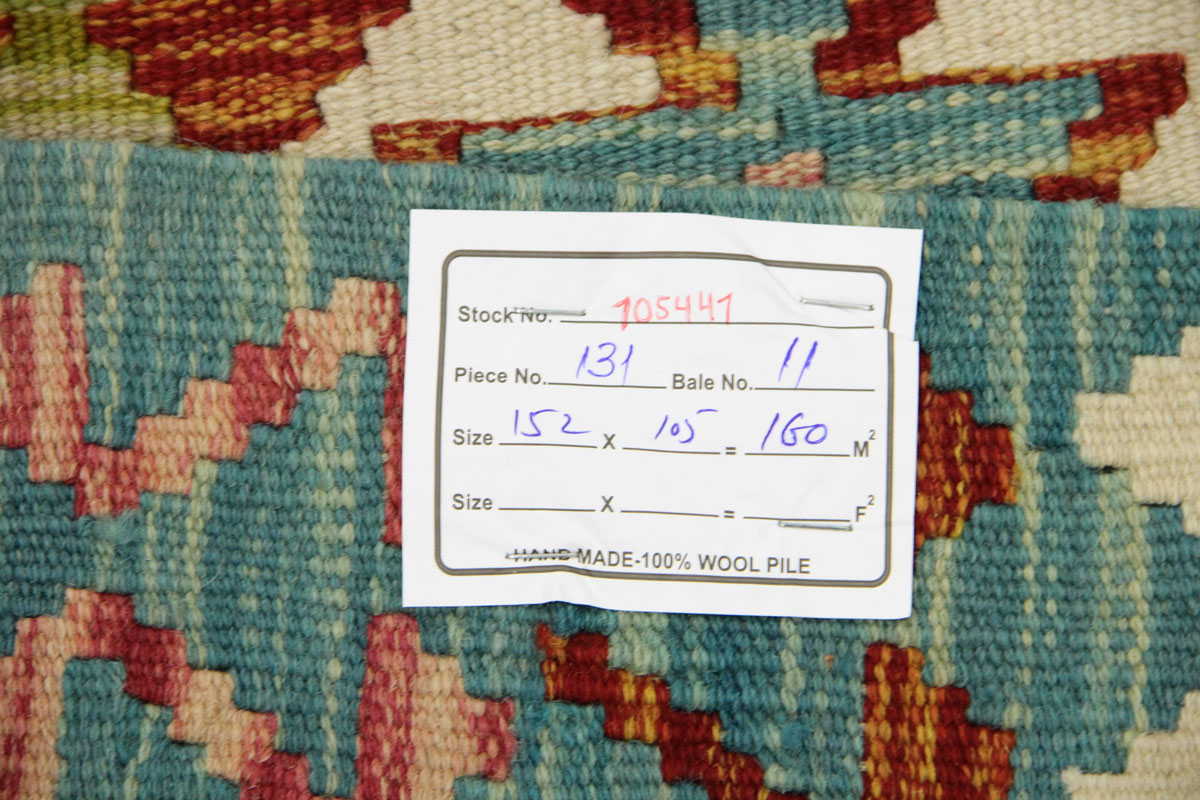 Stock No. 105441
Piece No. 131 Bale No. 11
Size 152 X 105 = 160 M²
Size X = F²
HAND MADE-100% WOOL PILE